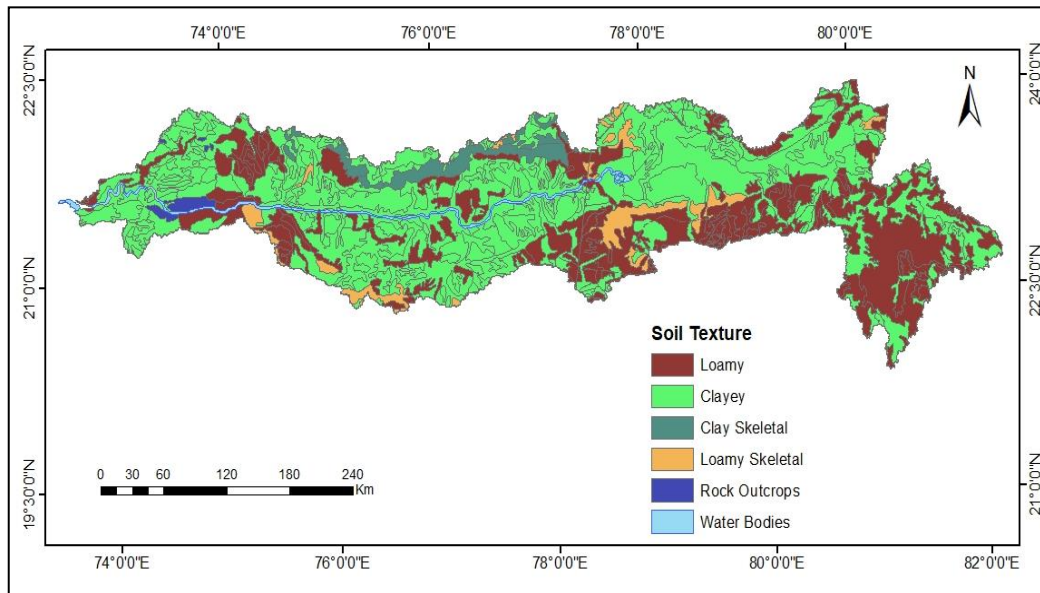 74°0'0"E 76°0'0"E 78°0'0"E 80°0'0"E
22°30'0"N
24°0'0"N
N
21°0'0"N
22°30'0"N
Soil Texture
Loamy
Clayey
Clay Skeletal
Loamy Skeletal
Rock Outcrops
Water Bodies
0 30 60 120 180 240
Km
19°30'0"N
21°0'0"N
74°0'0"E 76°0'0"E 78°0'0"E 80°0'0"E 82°0'0"E